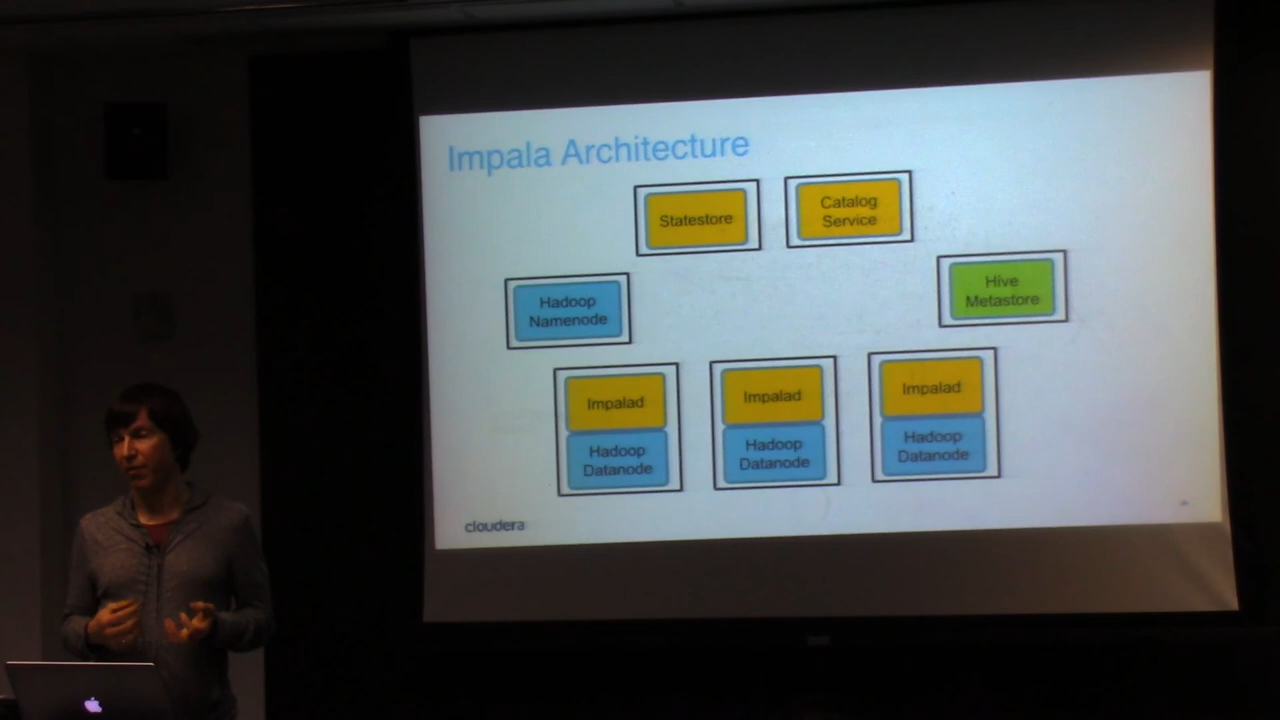 Impala Architecture
Statestore
Catalog
Service
Hadoop
Namenode
Hive
Metastore
Impalad
Hadoop
Datanode
Impalad
Hadoop
Datanode
Impalad
Hadoop
Datanode
cloudera